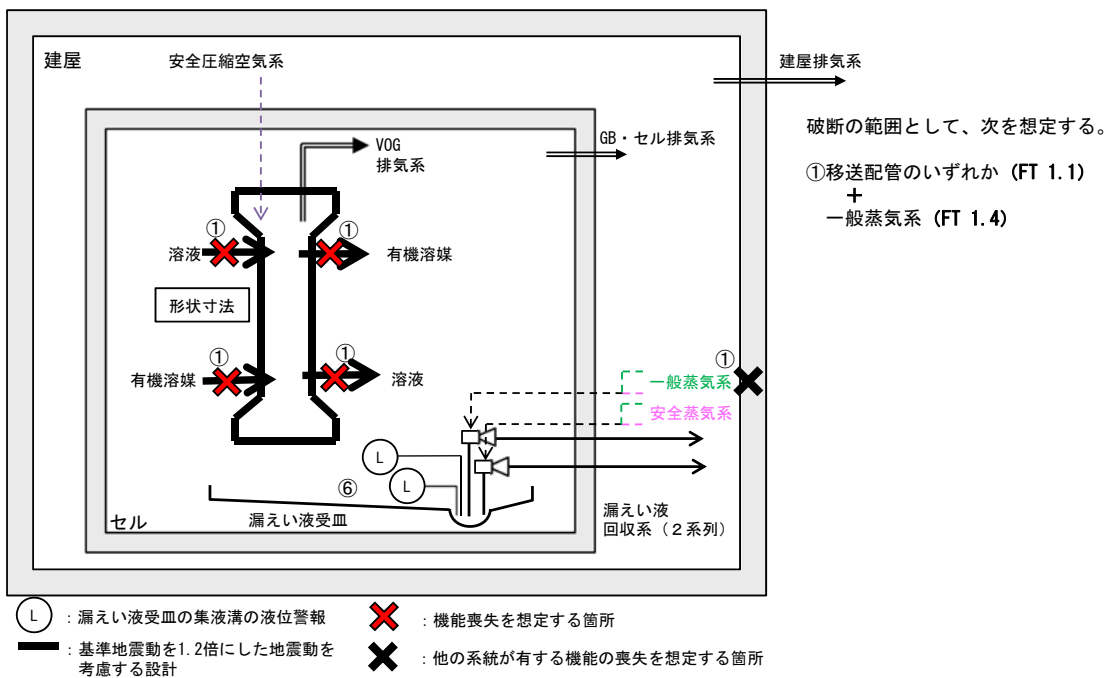 建屋
安全圧縮空気系
建屋排気系
破断の範囲として、次を想定する。
①移送配管のいずれか (FT 1.1)
＋
一般蒸気系 (FT 1.4)
GB・セル排気系
VOG
排気系
①
①
溶液
有機溶媒
形状寸法
①
①
有機溶媒
溶液
①
一般蒸気系
安全蒸気系
L
L
⑥
漏えい液受皿
セル
漏えい液
回収系（２系列）
L
：漏えい液受皿の集液溝の液位警報
：機能喪失を想定する箇所
：基準地震動を1.2倍にした地震動を
考慮する設計
：他の系統が有する機能の喪失を想定する箇所